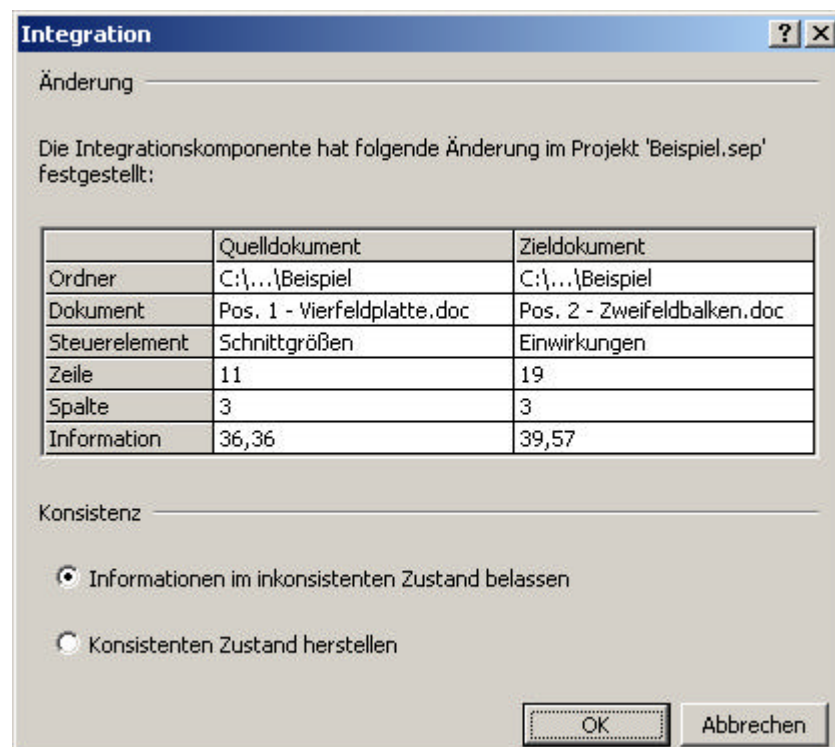 Integration
Änderung
Die Integrationskomponente hat folgende Änderung im Projekt 'Beispiel.sep'
festgestellt:
Quelldokument Zieldokument
Ordner C:\...\Beispiel C:\...\Beispiel
Dokument Pos. 1 - Vierfeldplatte.doc Pos. 2 - Zweifeldbalken.doc
Steuerelement Schnittgrößen Einwirkungen
Zeile 11 19
Spalte 3 3
Information 36,36 39,57
Konsistenz
Informationen im inkonsistenten Zustand belassen
Konsistenten Zustand herstellen
OK Abbrechen